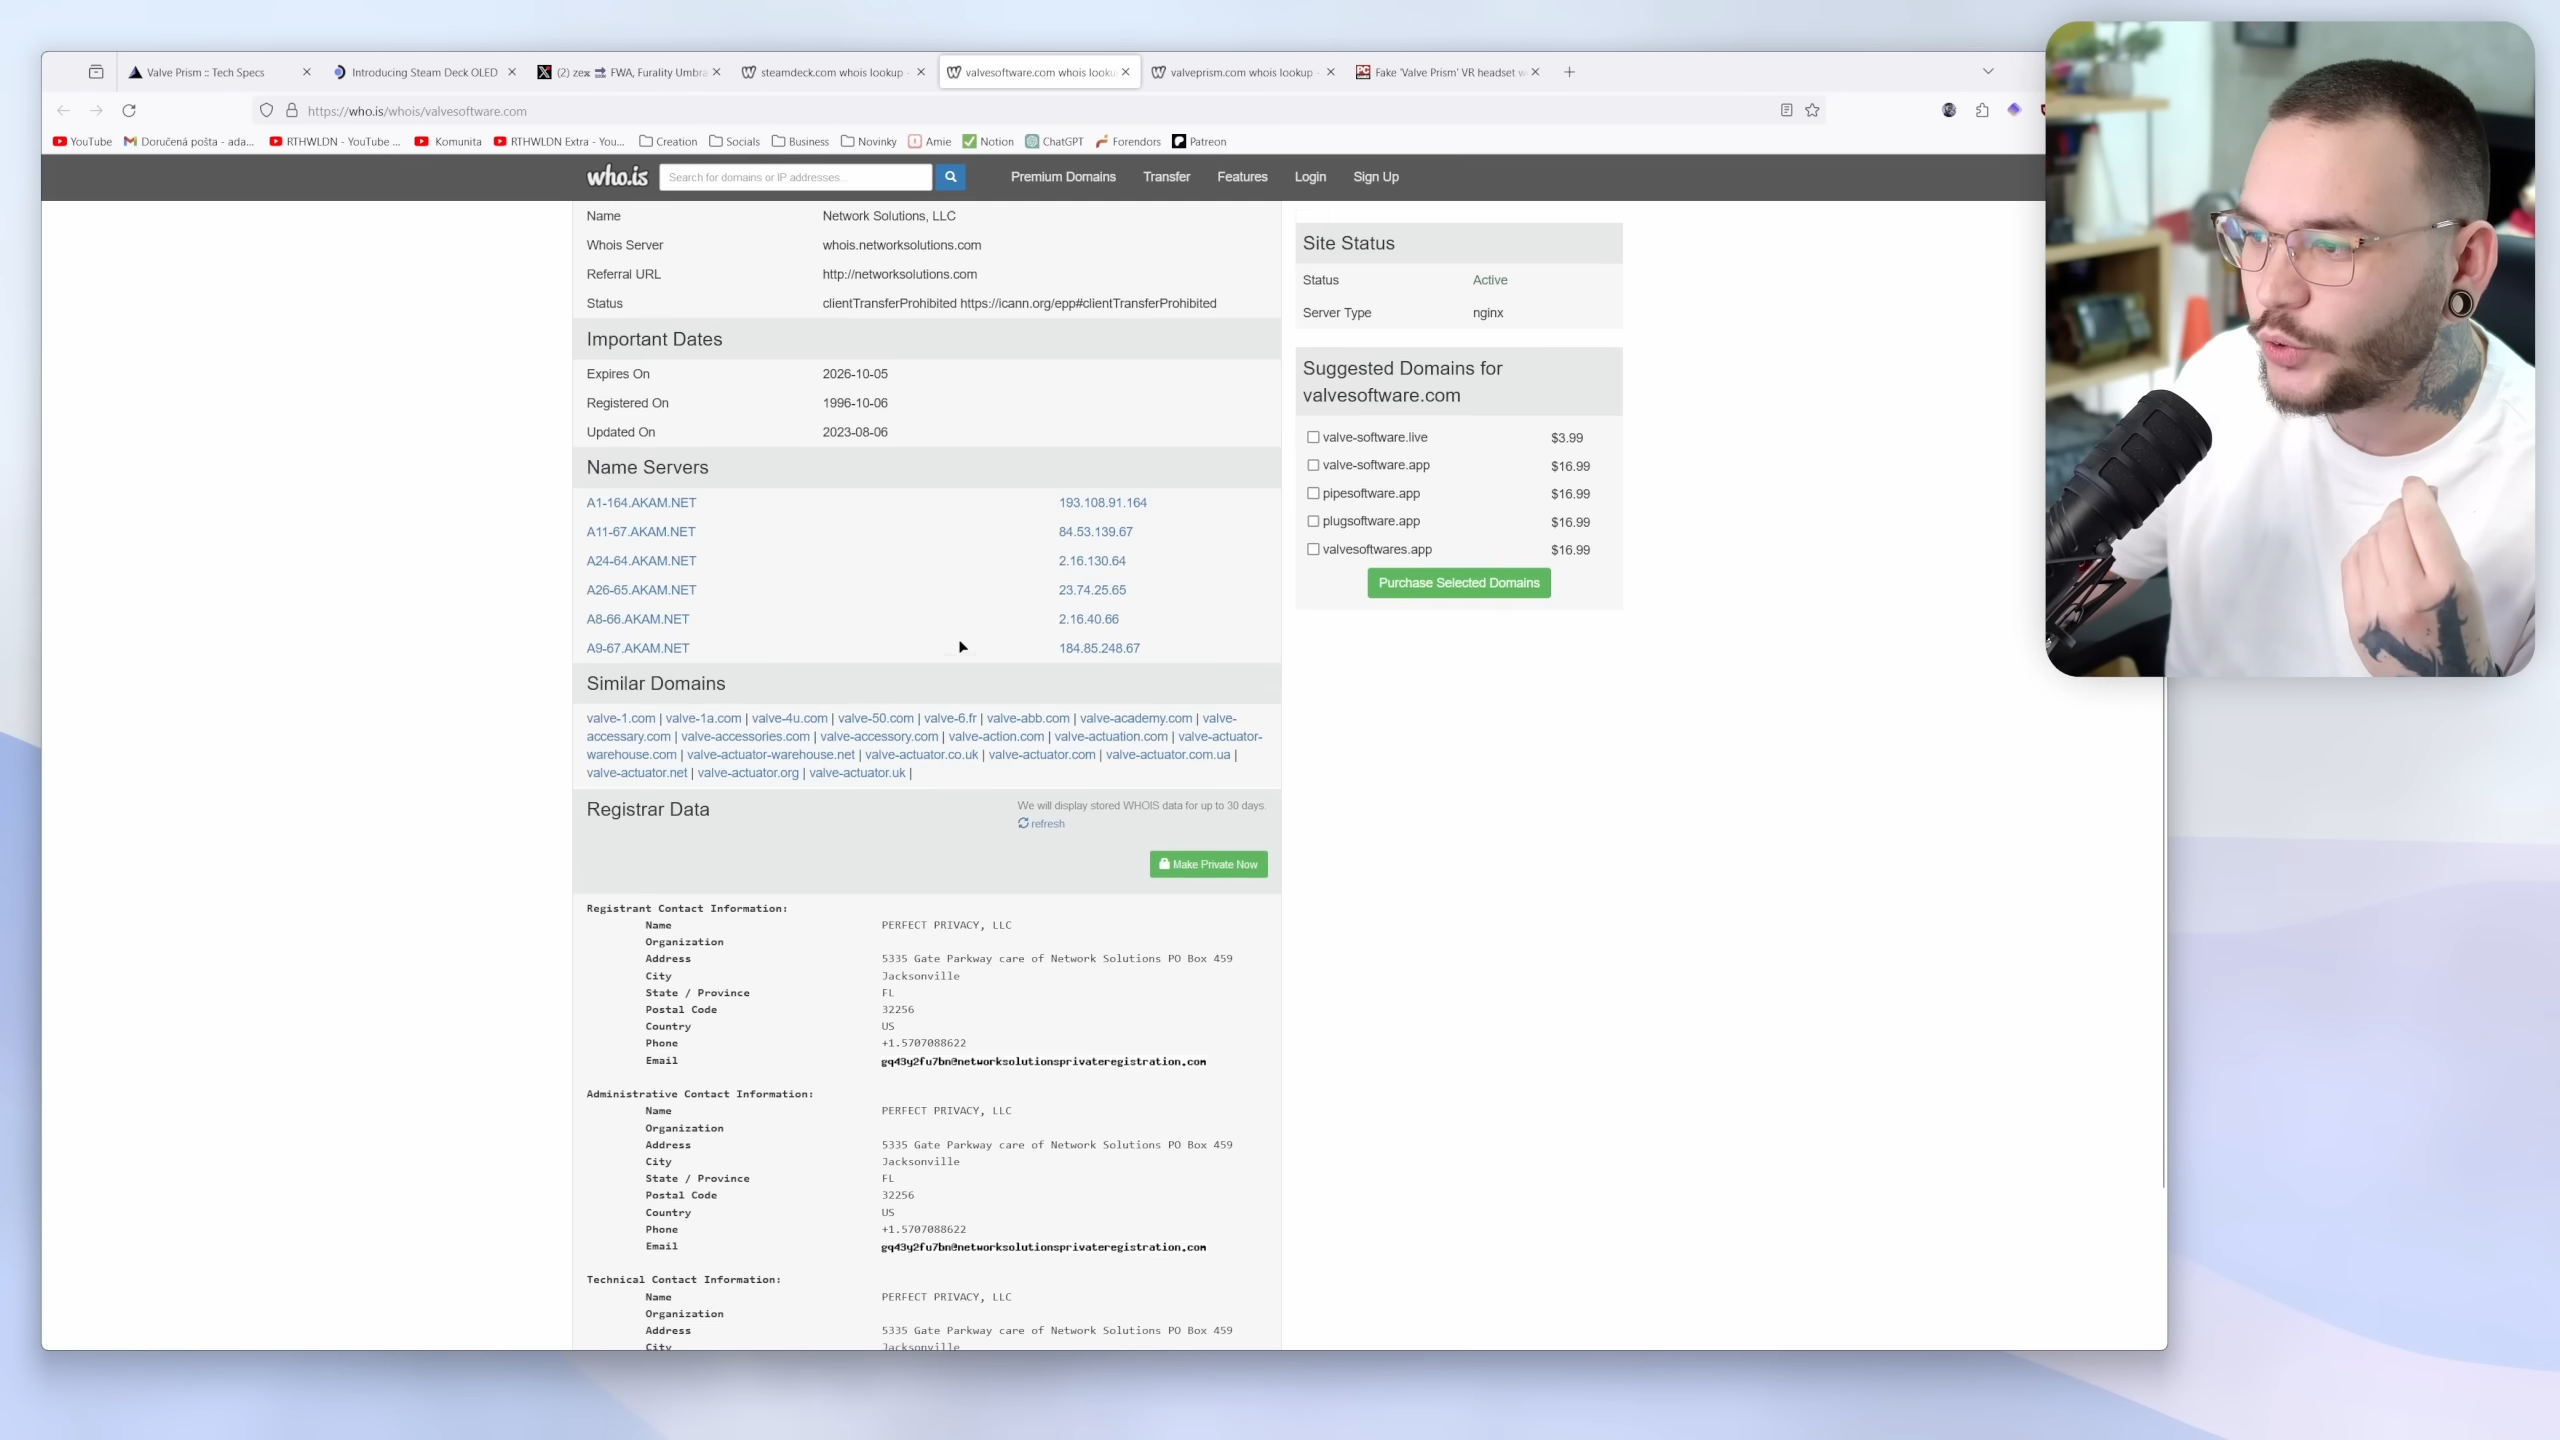 Valve Prism :: Tech Specs
Introducing Steam Deck OLED
(2) zex
FWA, Furality Umbra
steamdeck.com whois lookup -
valvesoftware.com whois looku
valveprism.com whois lookup -
Fake 'Valve Prism' VR headset w
https://who.is/whois/valvesoftware.com
YouTube
Doručená pošta - ada...
RTHWLDN - YouTube ...
Komunita
RTHWLDN Extra - You...
Creation
Socials
Business
Novinky
Amie
Notion
ChatGPT
Forendors
Patreon
who.is
Search for domains or IP addresses...
Premium Domains
Transfer
Features
Login
Sign Up
Name Network Solutions, LLC
Whois Server whois.networksolutions.com
Referral URL http://networksolutions.com
Status clientTransferProhibited https://icann.org/epp#clientTransferProhibited
Important Dates
Expires On 2026-10-05
Registered On 1996-10-06
Updated On 2023-08-06
Name Servers
A1-164.AKAM.NET 193.108.91.164
A11-67.AKAM.NET 84.53.139.67
A24-64.AKAM.NET 2.16.130.64
A26-65.AKAM.NET 23.74.25.65
A8-66.AKAM.NET 2.16.40.66
A9-67.AKAM.NET 184.85.248.67
Similar Domains
valve-1.com | valve-1a.com | valve-4u.com | valve-50.com | valve-6.fr | valve-abb.com | valve-academy.com | valve-
accessary.com | valve-accessories.com | valve-accessory.com | valve-action.com | valve-actuation.com | valve-actuator-
warehouse.com | valve-actuator-warehouse.net | valve-actuator.co.uk | valve-actuator.com | valve-actuator.com.ua |
valve-actuator.net | valve-actuator.org | valve-actuator.uk |
Registrar Data
We will display stored WHOIS data for up to 30 days.
refresh
Make Private Now
Registrant Contact Information:
Name PERFECT PRIVACY, LLC
Organization
Address 5335 Gate Parkway care of Network Solutions PO Box 459
City Jacksonville
State / Province FL
Postal Code 32256
Country US
Phone +1.5707088622
Email gq43y2fu7bn@networksolutionsprivateregistration.com
Administrative Contact Information:
Name PERFECT PRIVACY, LLC
Organization
Address 5335 Gate Parkway care of Network Solutions PO Box 459
City Jacksonville
State / Province FL
Postal Code 32256
Country US
Phone +1.5707088622
Email gq43y2fu7bn@networksolutionsprivateregistration.com
Technical Contact Information:
Name PERFECT PRIVACY, LLC
Organization
Address 5335 Gate Parkway care of Network Solutions PO Box 459
City Jacksonville
Site Status
Status Active
Server Type nginx
Suggested Domains for
valvesoftware.com
valve-software.live $3.99
valve-software.app $16.99
pipesoftware.app $16.99
plugsoftware.app $16.99
valvesoftwares.app $16.99
Purchase Selected Domains